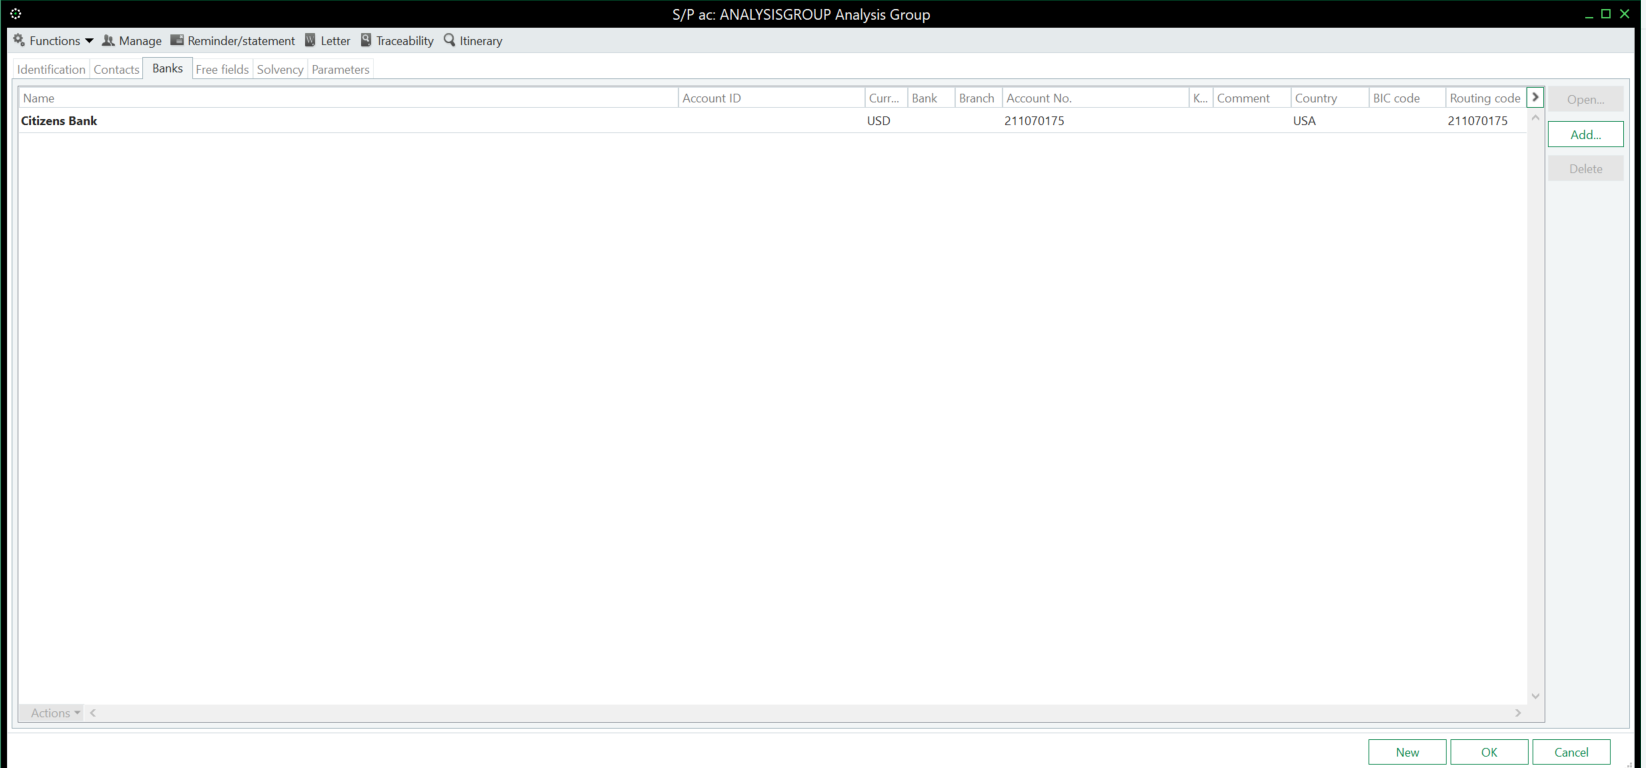 S/P ac: ANALYSISGROUP Analysis Group
Functions Manage Reminder/statement Letter Traceability Itinerary
Identification Contacts Banks Free fields Solvency Parameters
Name Account ID Curr... Bank Branch Account No. K... Comment Country BIC code Routing code Open...
Citizens Bank USD 211070175 USA 211070175
Add...
Delete
Actions
New OK Cancel